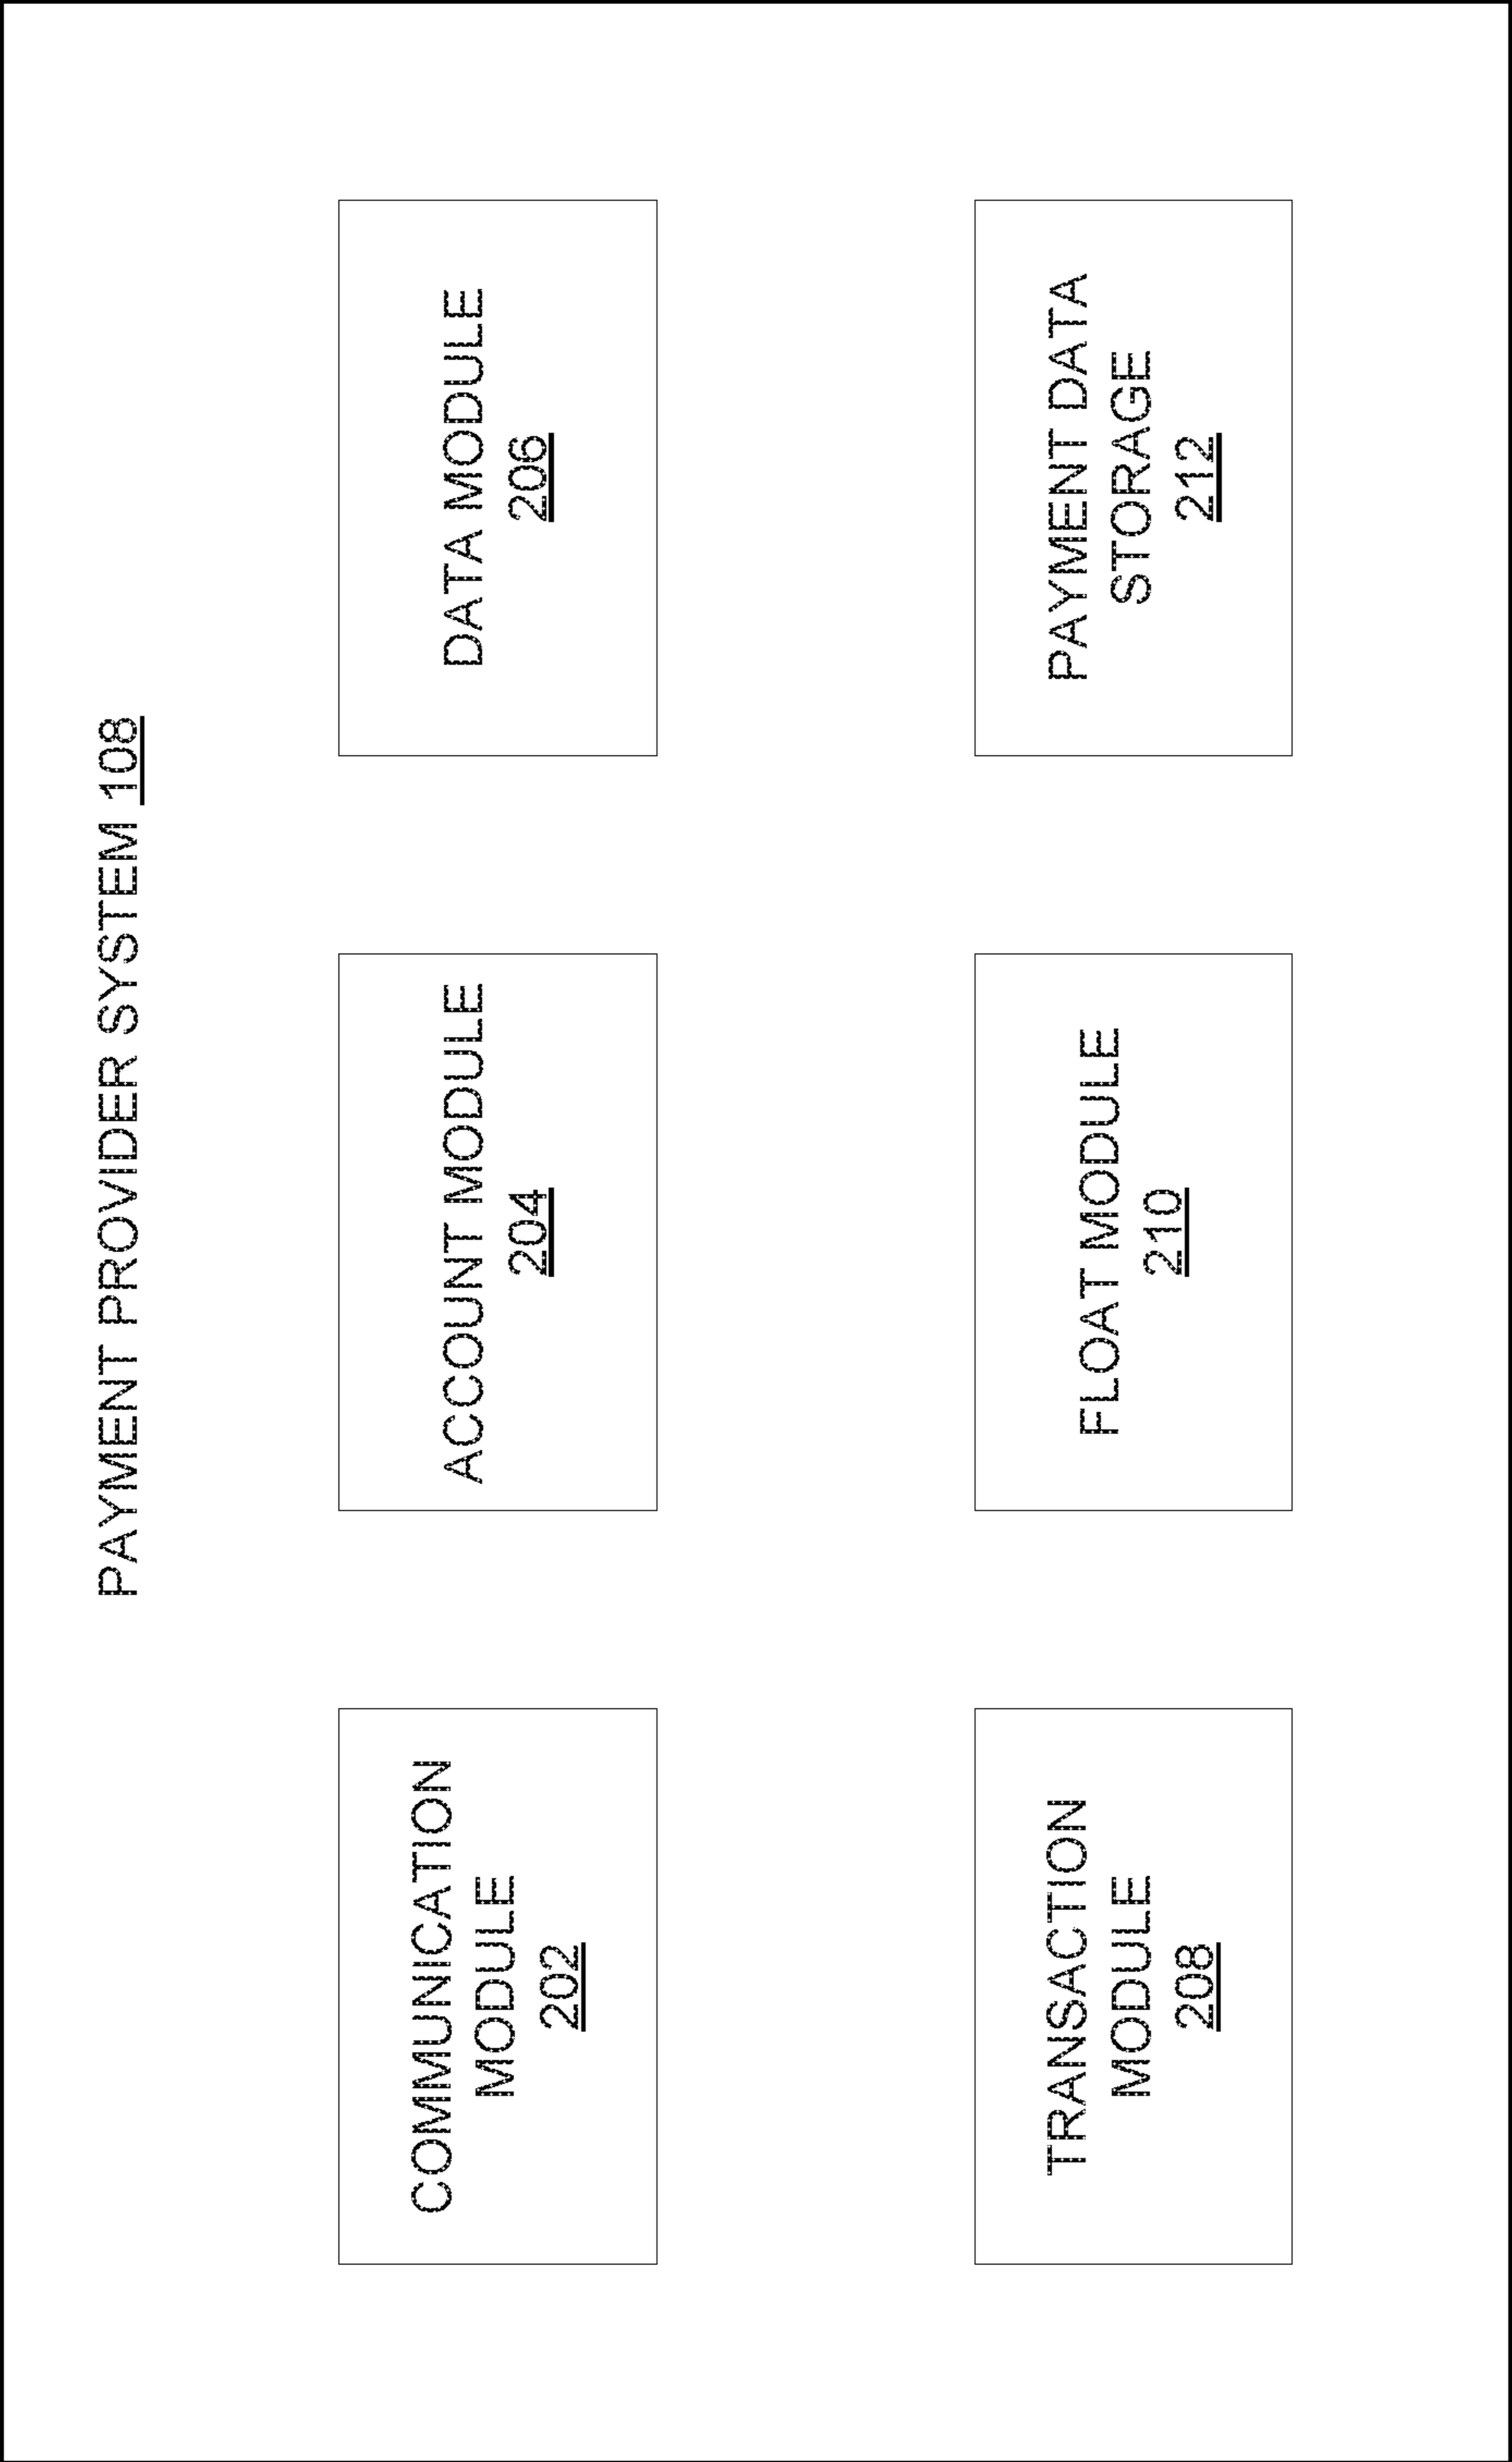 PAYMENT PROVIDER SYSTEM 108
COMMUNICATION
MODULE
202
ACCOUNT MODULE
204
DATA MODULE
206
TRANSACTION
MODULE
208
FLOAT MODULE
210
PAYMENT DATA
STORAGE
212